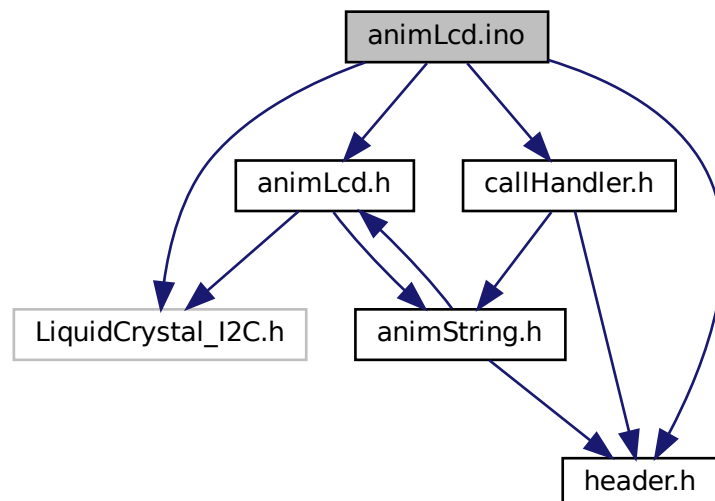 animLcd.ino
animLcd.h
callHandler.h
LiquidCrystal_I2C.h
animString.h
header.h